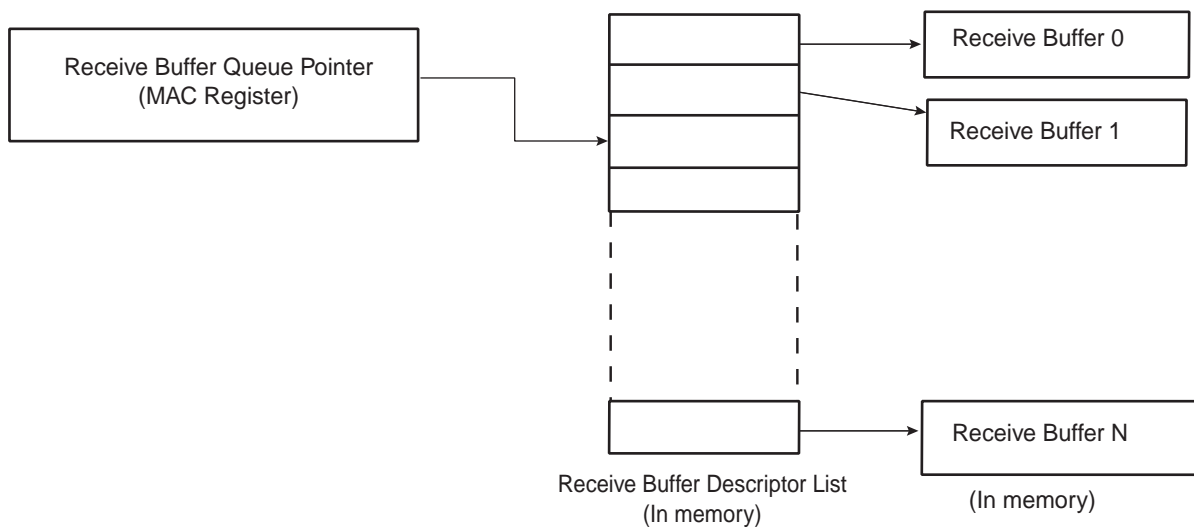 Receive Buffer Queue Pointer
(MAC Register)
Receive Buffer 0
Receive Buffer 1
Receive Buffer N
Receive Buffer Descriptor List
(In memory)
(In memory)